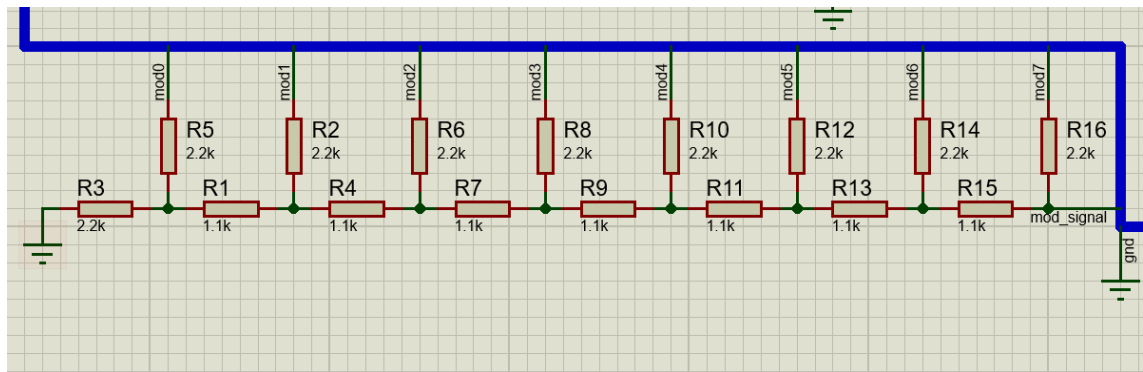 mod0
mod1
mod2
mod3
mod4
mod5
mod6
mod7
R5
2.2k
R2
2.2k
R6
2.2k
R8
2.2k
R10
2.2k
R12
2.2k
R14
2.2k
R16
2.2k
R3
2.2k
R1
1.1k
R4
1.1k
R7
1.1k
R9
1.1k
R11
1.1k
R13
1.1k
R15
1.1k
mod_signal
gnd